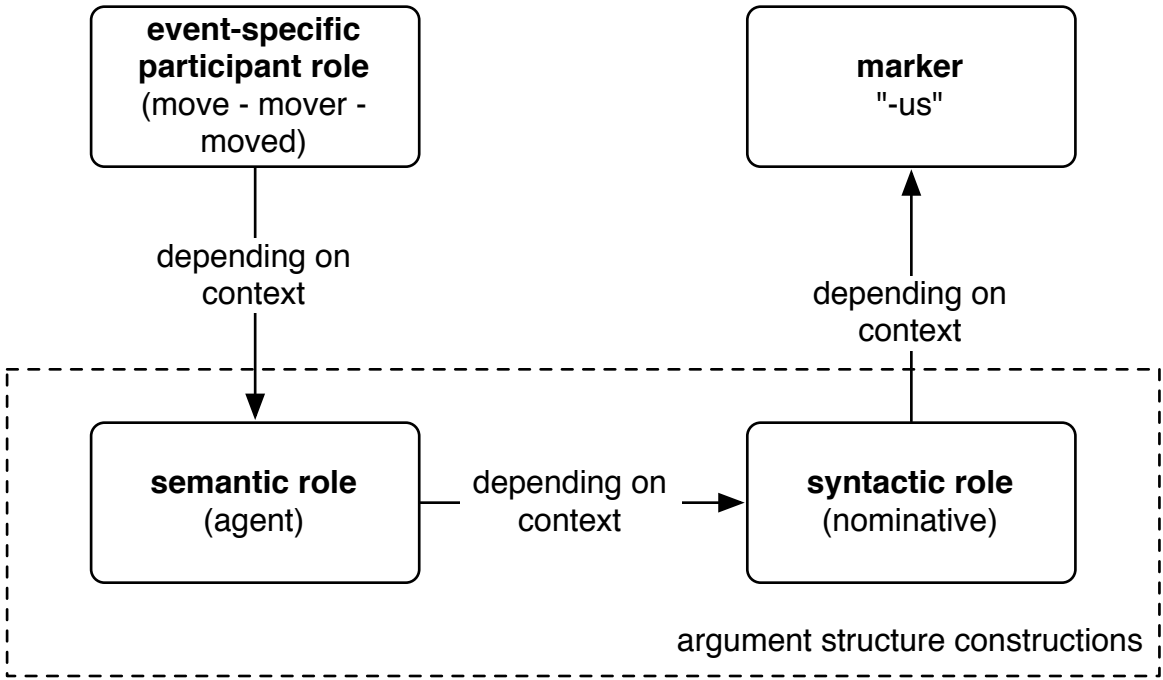 event-specific
participant role
(move - mover -
moved)
marker
"-us"
depending on
context
depending on
context
semantic role
(agent)
depending on
context
syntactic role
(nominative)
argument structure constructions